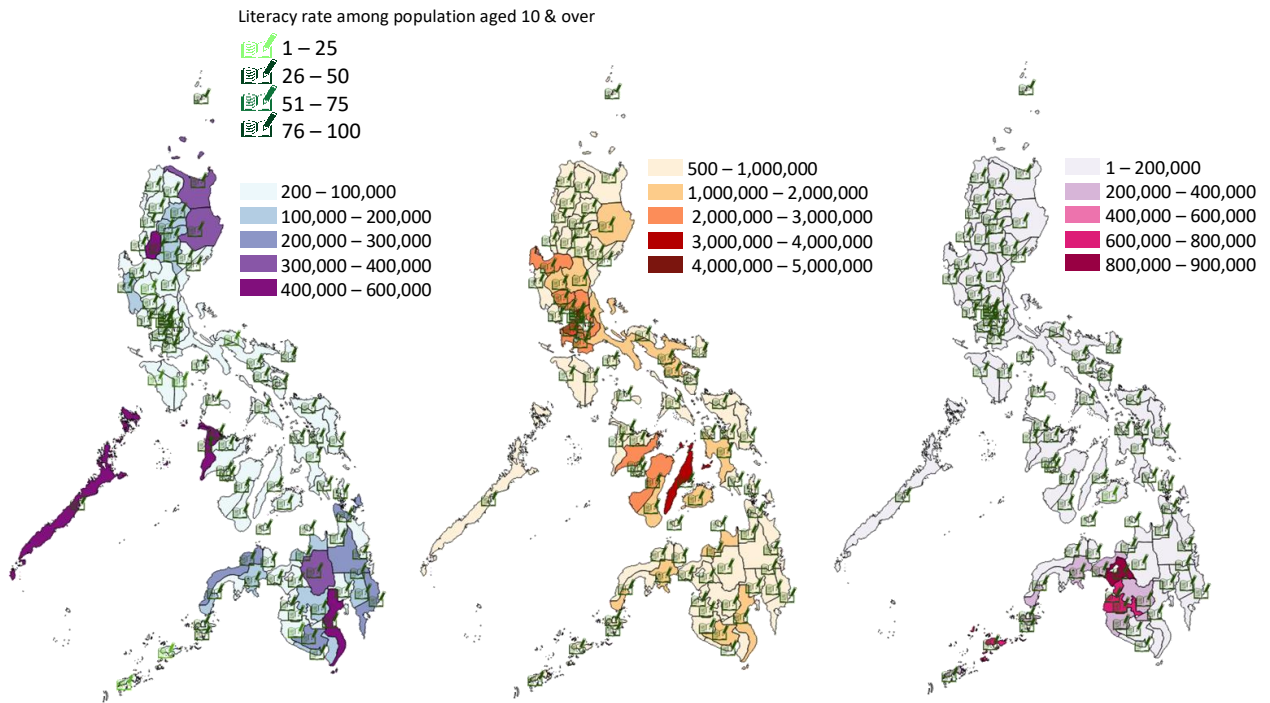 Literacy rate among population aged 10 & over
1 – 25
26 – 50
51 – 75
76 – 100
200 – 100,000
100,000 – 200,000
200,000 – 300,000
300,000 – 400,000
400,000 – 600,000
500 – 1,000,000
1,000,000 – 2,000,000
2,000,000 – 3,000,000
3,000,000 – 4,000,000
4,000,000 – 5,000,000
1 – 200,000
200,000 – 400,000
400,000 – 600,000
600,000 – 800,000
800,000 – 900,000